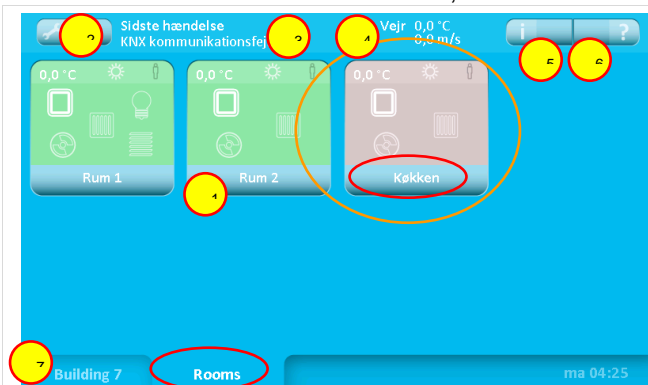 Sidste hændelse
KNX kommunikationsfej
Vejr 0,0 °C
0,0 m/s
i
?
0,0 °C
0,0 °C
0,0 °C
Rum 1
Rum 2
Køkken
Building 7
Rooms
ma 04:25